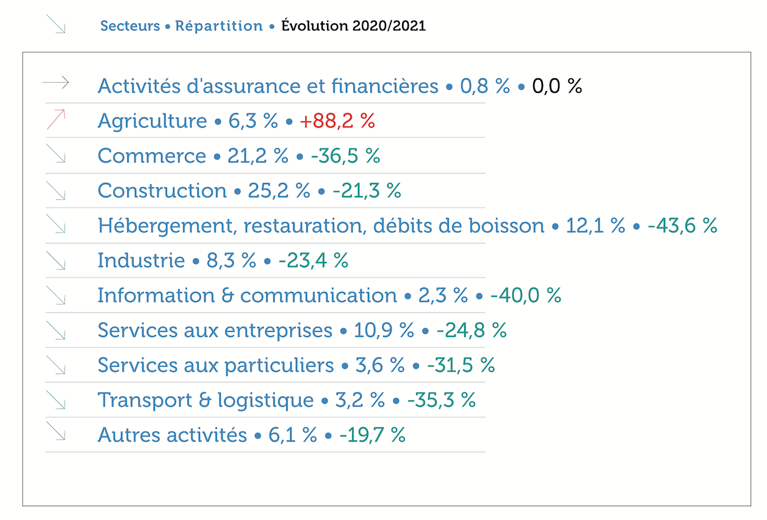 Secteurs • Répartition • Évolution 2020/2021
Activités d'assurance et financières • 0,8 % • 0,0 %
Agriculture • 6,3 % • +88,2 %
Commerce • 21,2 % • -36,5 %
Construction • 25,2 % • -21,3 %
Hébergement, restauration, débits de boisson • 12,1 % • -43,6 %
Industrie • 8,3 % • -23,4 %
Information & communication • 2,3 % • -40,0 %
Services aux entreprises • 10,9 % • -24,8 %
Services aux particuliers • 3,6 % • -31,5 %
Transport & logistique • 3,2 % • -35,3 %
Autres activités • 6,1 % • -19,7 %